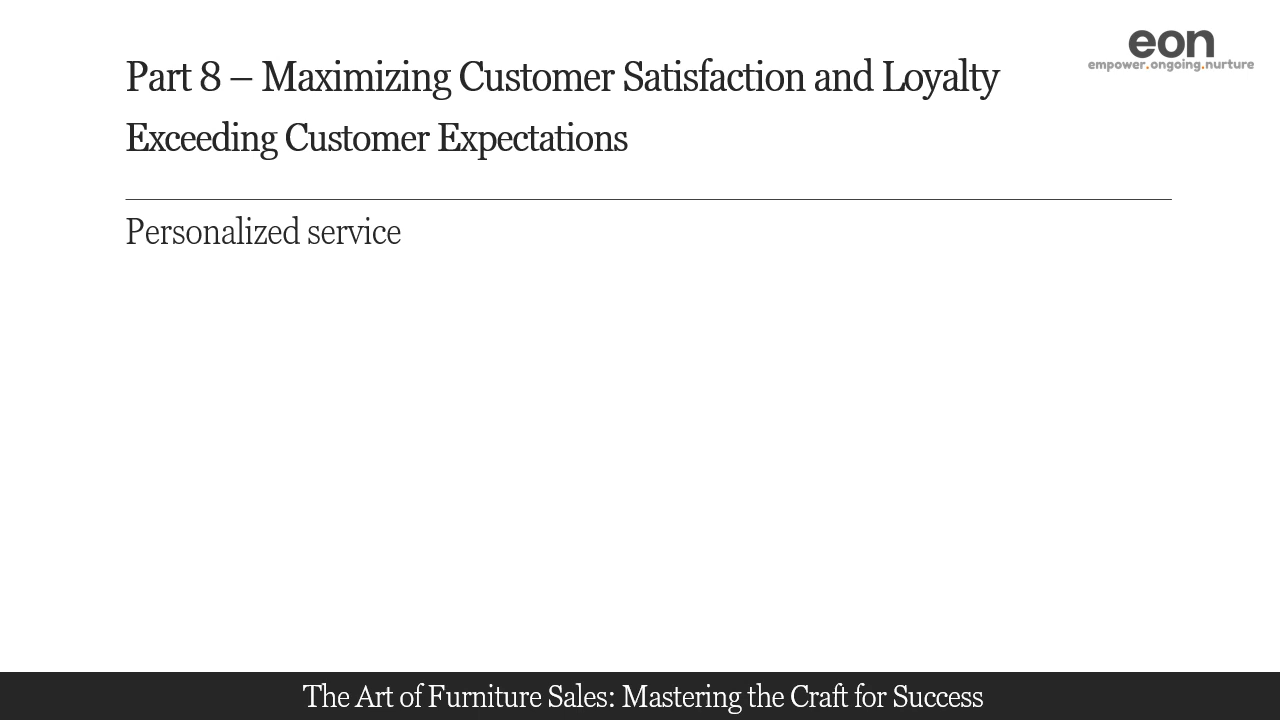 eon
empower.ongoing.nurture
Part 8 – Maximizing Customer Satisfaction and Loyalty
Exceeding Customer Expectations
Personalized service
The Art of Furniture Sales: Mastering the Craft for Success